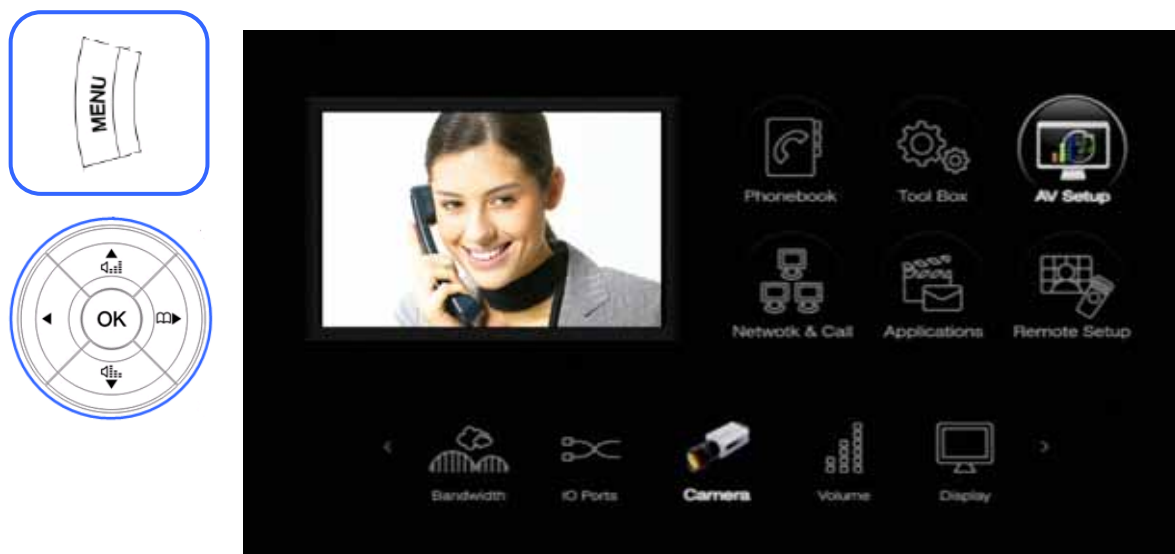 MENU
OK
Phonebook Tool Box AV Setup
Netwotk & Call Applications Remote Setup
Bandwidth IO Ports Camera Volume Display